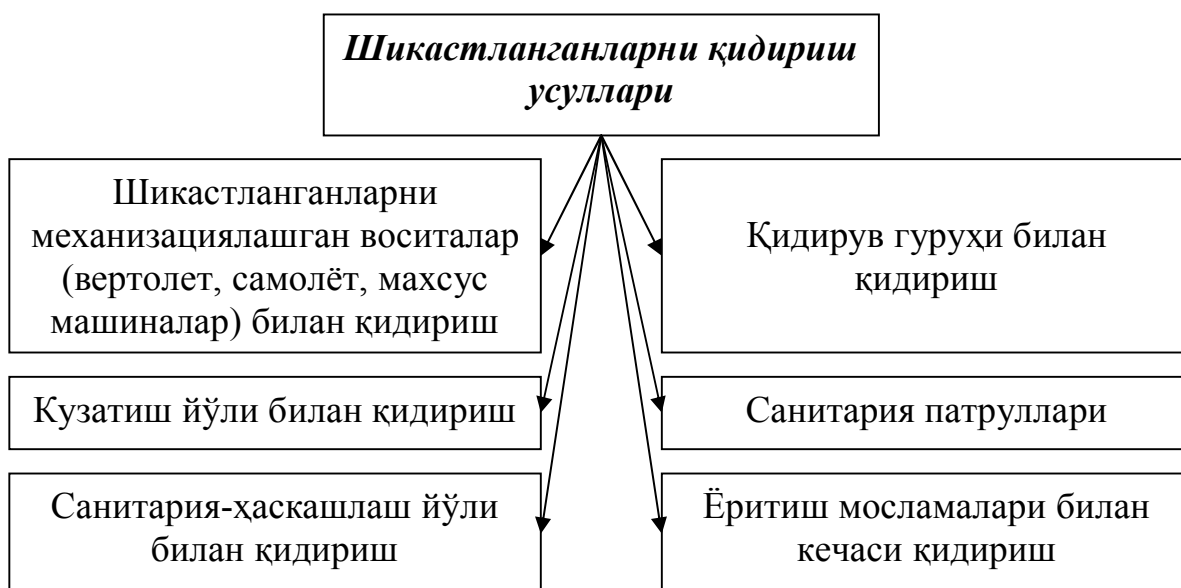 Шикастланганларни қидириш
усуллари
Шикастланганларни
механизациялашган воситалар
(вертолет, самолёт, махсус
машиналар) билан қидириш
Қидирув гуруҳи билан
қидириш
Кузатиш йўли билан қидириш
Санитария патруллари
Санитария-ҳаскашлаш йўли
билан қидириш
Ёритиш мосламалари билан
кечаси қидириш